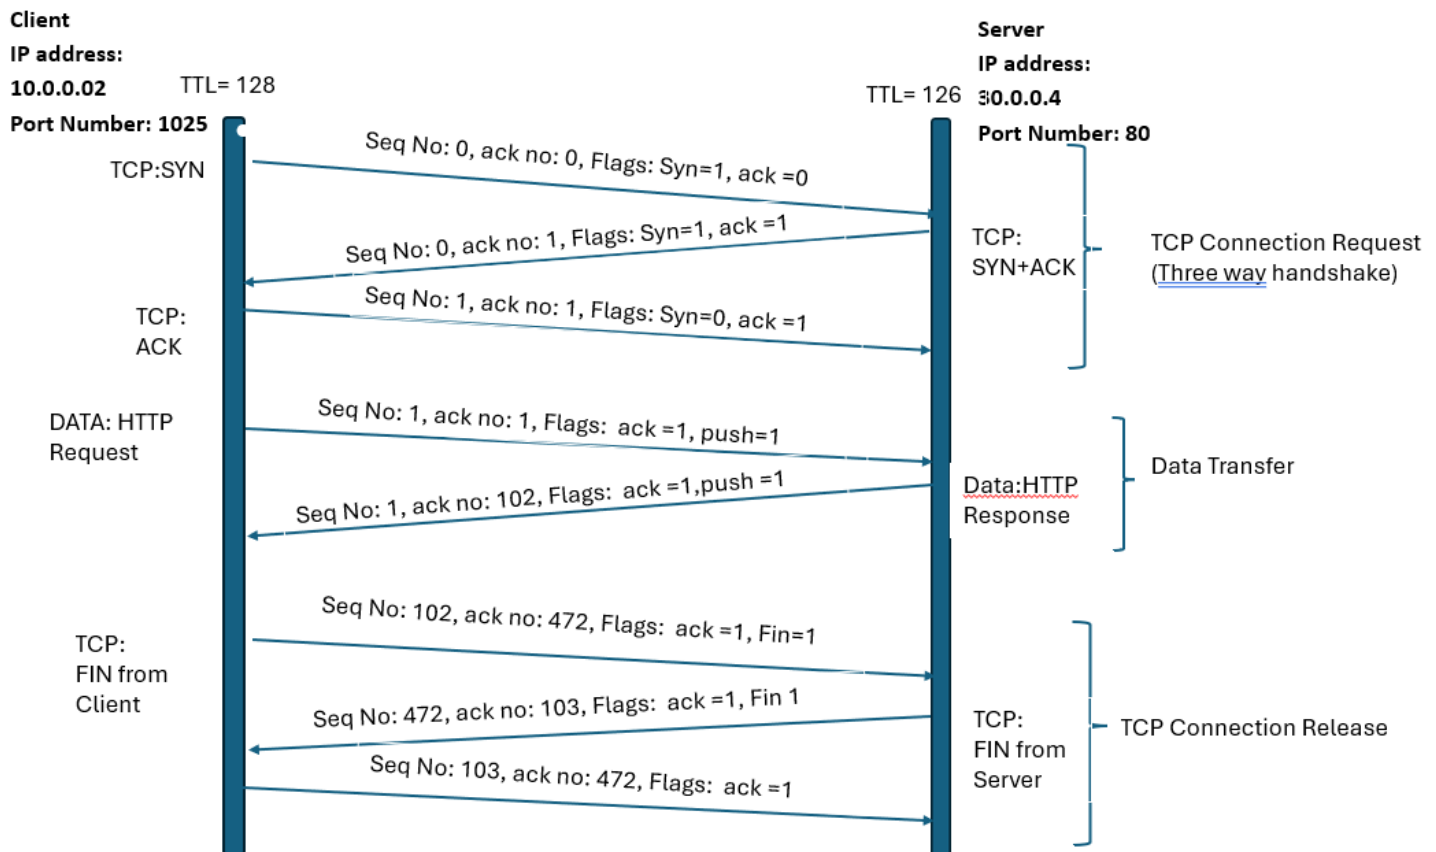 Client
IP address:
10.0.0.02
Port Number: 1025
TTL= 128
TTL= 126
Server
IP address:
30.0.0.4
Port Number: 80
TCP:SYN
Seq No: 0, ack no: 0, Flags: Syn=1, ack =0
Seq No: 0, ack no: 1, Flags: Syn=1, ack =1
TCP:
SYN+ACK
TCP Connection Request
(Three way handshake)
Seq No: 1, ack no: 1, Flags: Syn=0, ack =1
TCP:
ACK
DATA: HTTP
Request
Seq No: 1, ack no: 1, Flags:  ack =1, push=1
Seq No: 1, ack no: 102, Flags:  ack =1,push =1
Data:HTTP
Response
Data Transfer
Seq No: 102, ack no: 472, Flags:  ack =1, Fin=1
TCP:
FIN from
Client
Seq No: 472, ack no: 103, Flags:  ack =1, Fin 1
TCP:
FIN from
Server
TCP Connection Release
Seq No: 103, ack no: 472, Flags:  ack =1